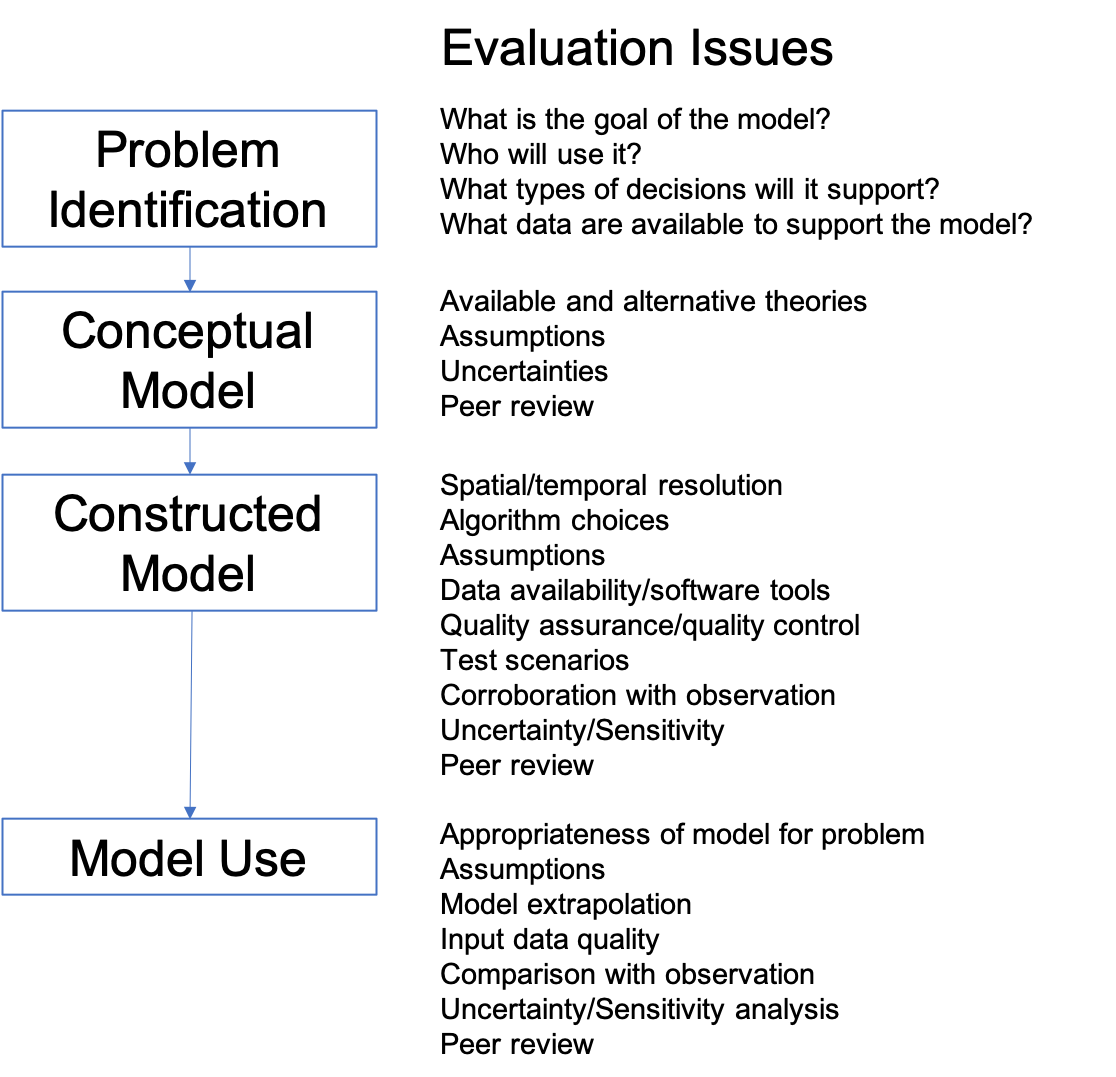 Evaluation Issues
Problem
Identification
What is the goal of the model?
Who will use it?
What types of decisions will it support?
What data are available to support the model?
Conceptual
Model
Available and alternative theories
Assumptions
Uncertainties
Peer review
Constructed
Model
Spatial/temporal resolution
Algorithm choices
Assumptions
Data availability/software tools
Quality assurance/quality control
Test scenarios
Corroboration with observation
Uncertainty/Sensitivity
Peer review
Model Use
Appropriateness of model for problem
Assumptions
Model extrapolation
Input data quality
Comparison with observation
Uncertainty/Sensitivity analysis
Peer review